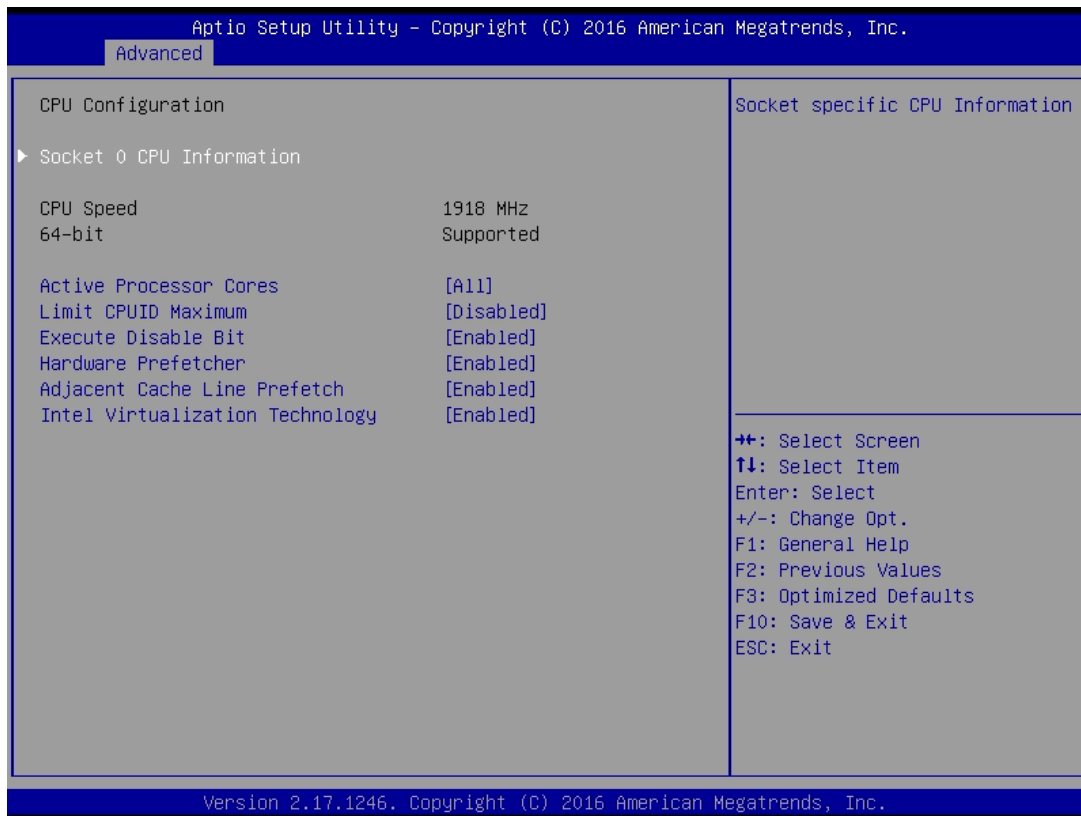 Aptio Setup Utility – Copyright (C) 2016 American Megatrends, Inc.
Advanced
CPU Configuration
Socket 0 CPU Information
CPU Speed 1918 MHz
64-bit Supported
Active Processor Cores [All]
Limit CPUID Maximum [Disabled]
Execute Disable Bit [Enabled]
Hardware Prefetcher [Enabled]
Adjacent Cache Line Prefetch [Enabled]
Intel Virtualization Technology [Enabled]
Socket specific CPU Information
→←: Select Screen
↑↓: Select Item
Enter: Select
+/-: Change Opt.
F1: General Help
F2: Previous Values
F3: Optimized Defaults
F10: Save & Exit
ESC: Exit
Version 2.17.1246. Copyright (C) 2016 American Megatrends, Inc.